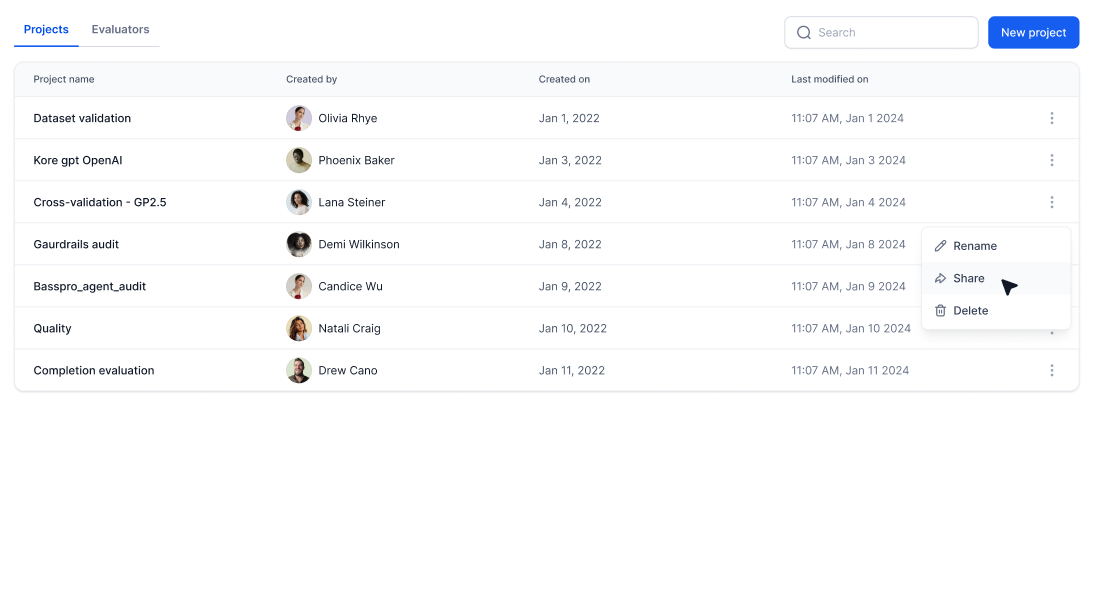 Projects Evaluators Search New project
Project name Created by Created on Last modified on
Dataset validation Olivia Rhye Jan 1, 2022 11:07 AM, Jan 1 2024
Kore gpt OpenAI Phoenix Baker Jan 3, 2022 11:07 AM, Jan 3 2024
Cross-validation - GP2.5 Lana Steiner Jan 4, 2022 11:07 AM, Jan 4 2024
Gaurdrails audit Demi Wilkinson Jan 8, 2022 11:07 AM, Jan 8 2024
Rename
Share
Delete
Basspro_agent_audit Candice Wu Jan 9, 2022 11:07 AM, Jan 9 2024
Quality Natali Craig Jan 10, 2022 11:07 AM, Jan 10 2024
Completion evaluation Drew Cano Jan 11, 2022 11:07 AM, Jan 11 2024